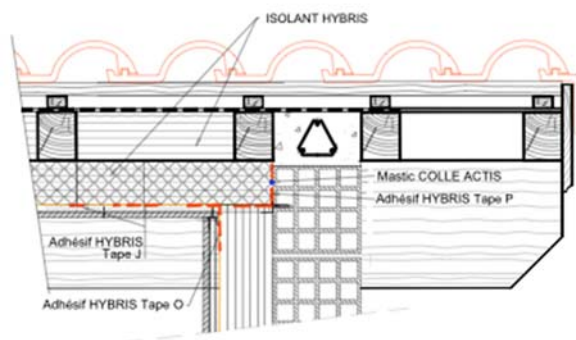 ISOLANT HYBRIS
Mastic COLLE ACTIS
Adhésif HYBRIS Tape P
Adhésif HYBRIS
Tape J
Adhésif HYBRIS Tape O